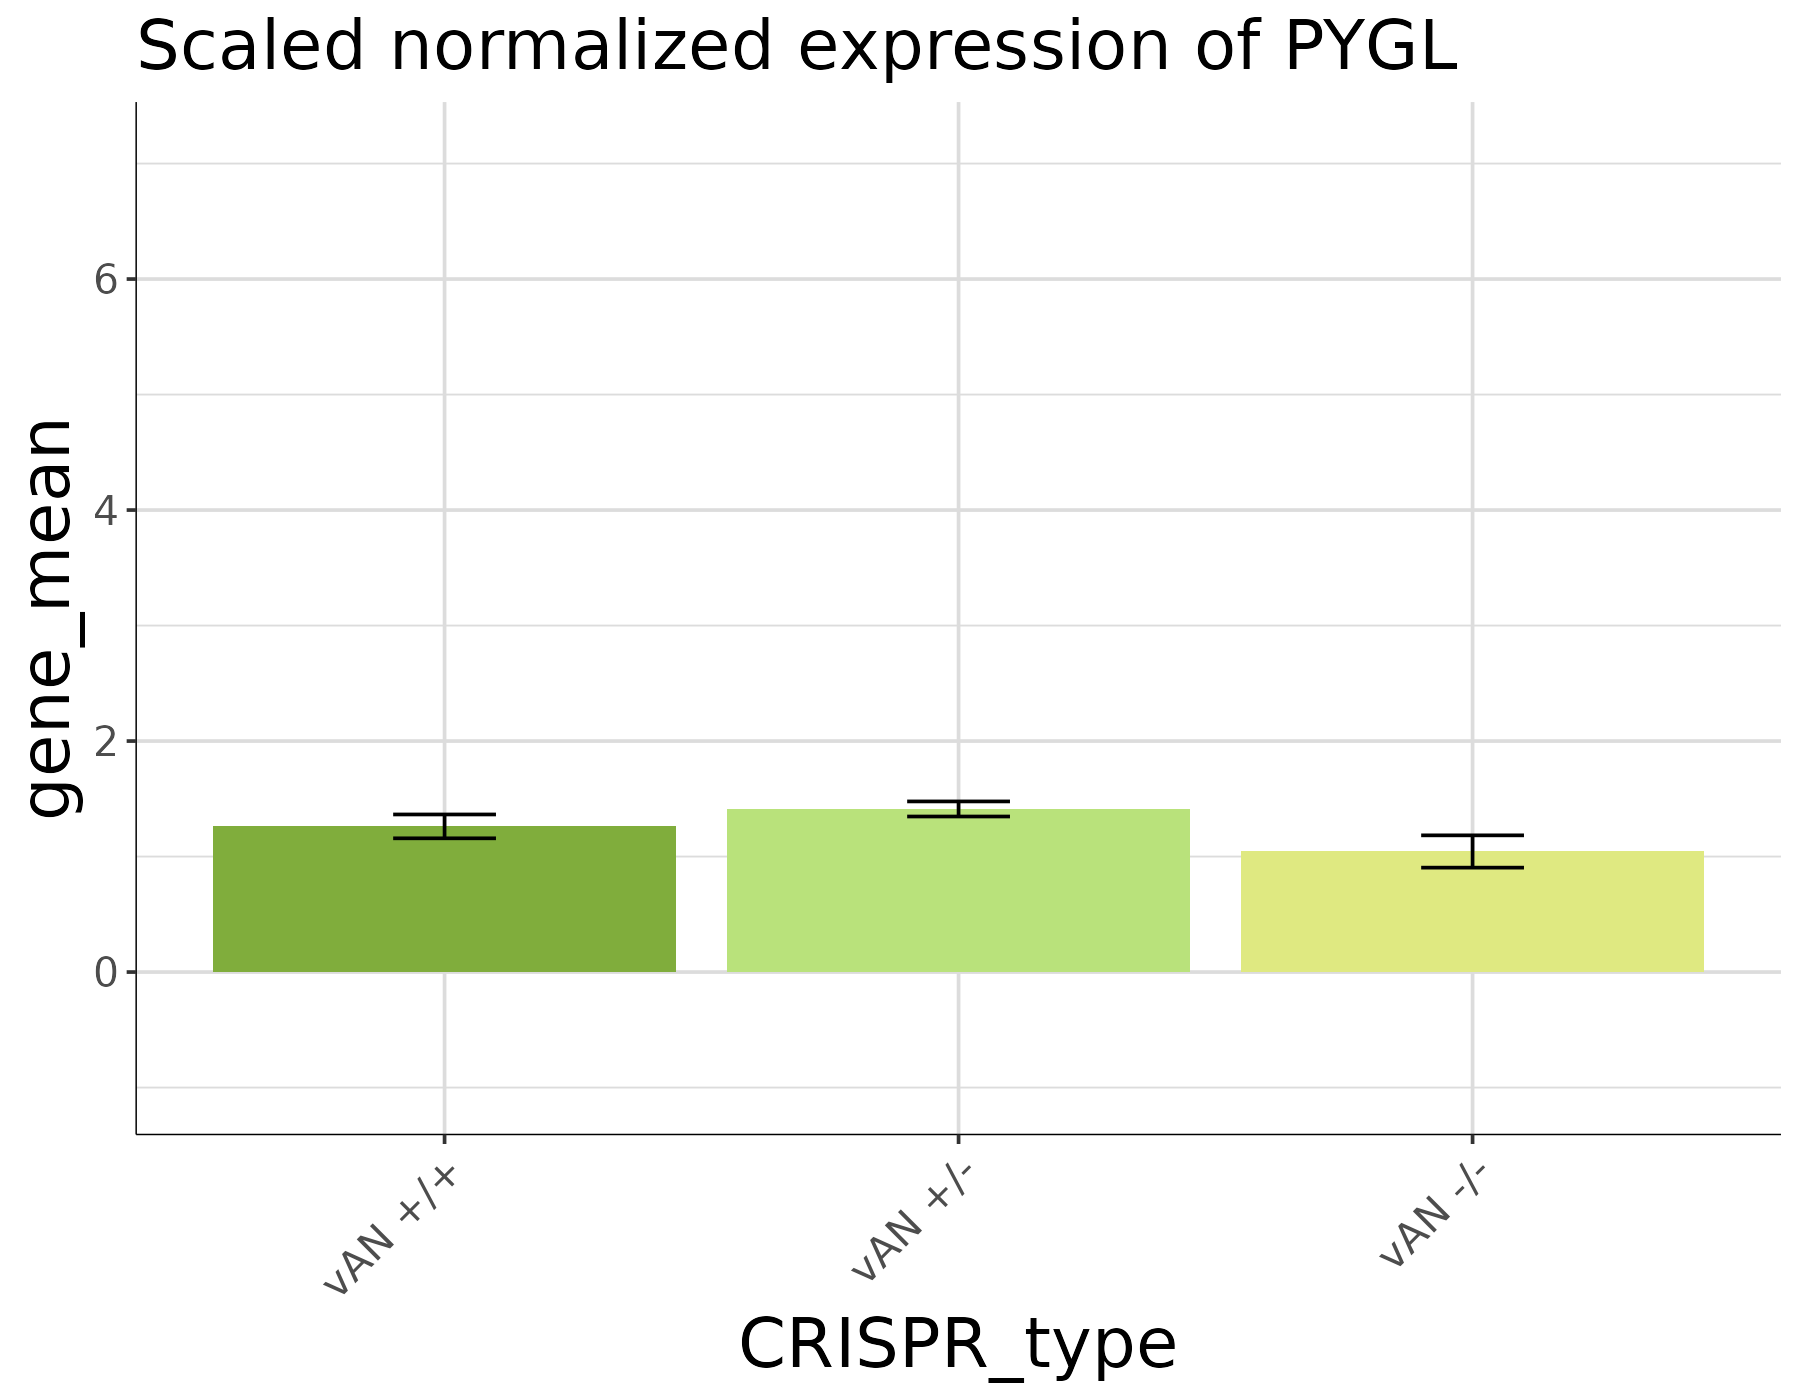 Scaled normalized expression of PYGL
gene_mean
6
4
2
0
vAN +/+
vAN +/-
vAN -/-
CRISPR_type